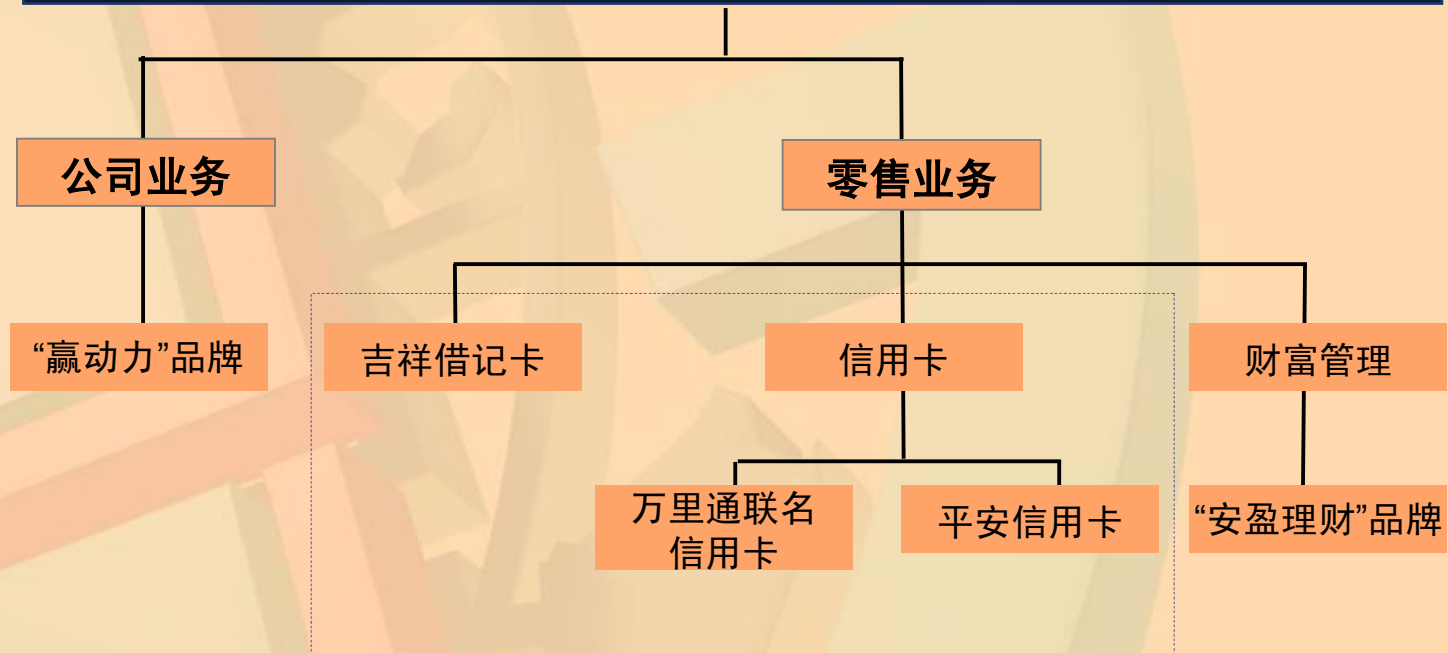 公司业务
零售业务
“赢动力”品牌
吉祥借记卡
信用卡
财富管理
万里通联名
信用卡
平安信用卡
“安盈理财”品牌